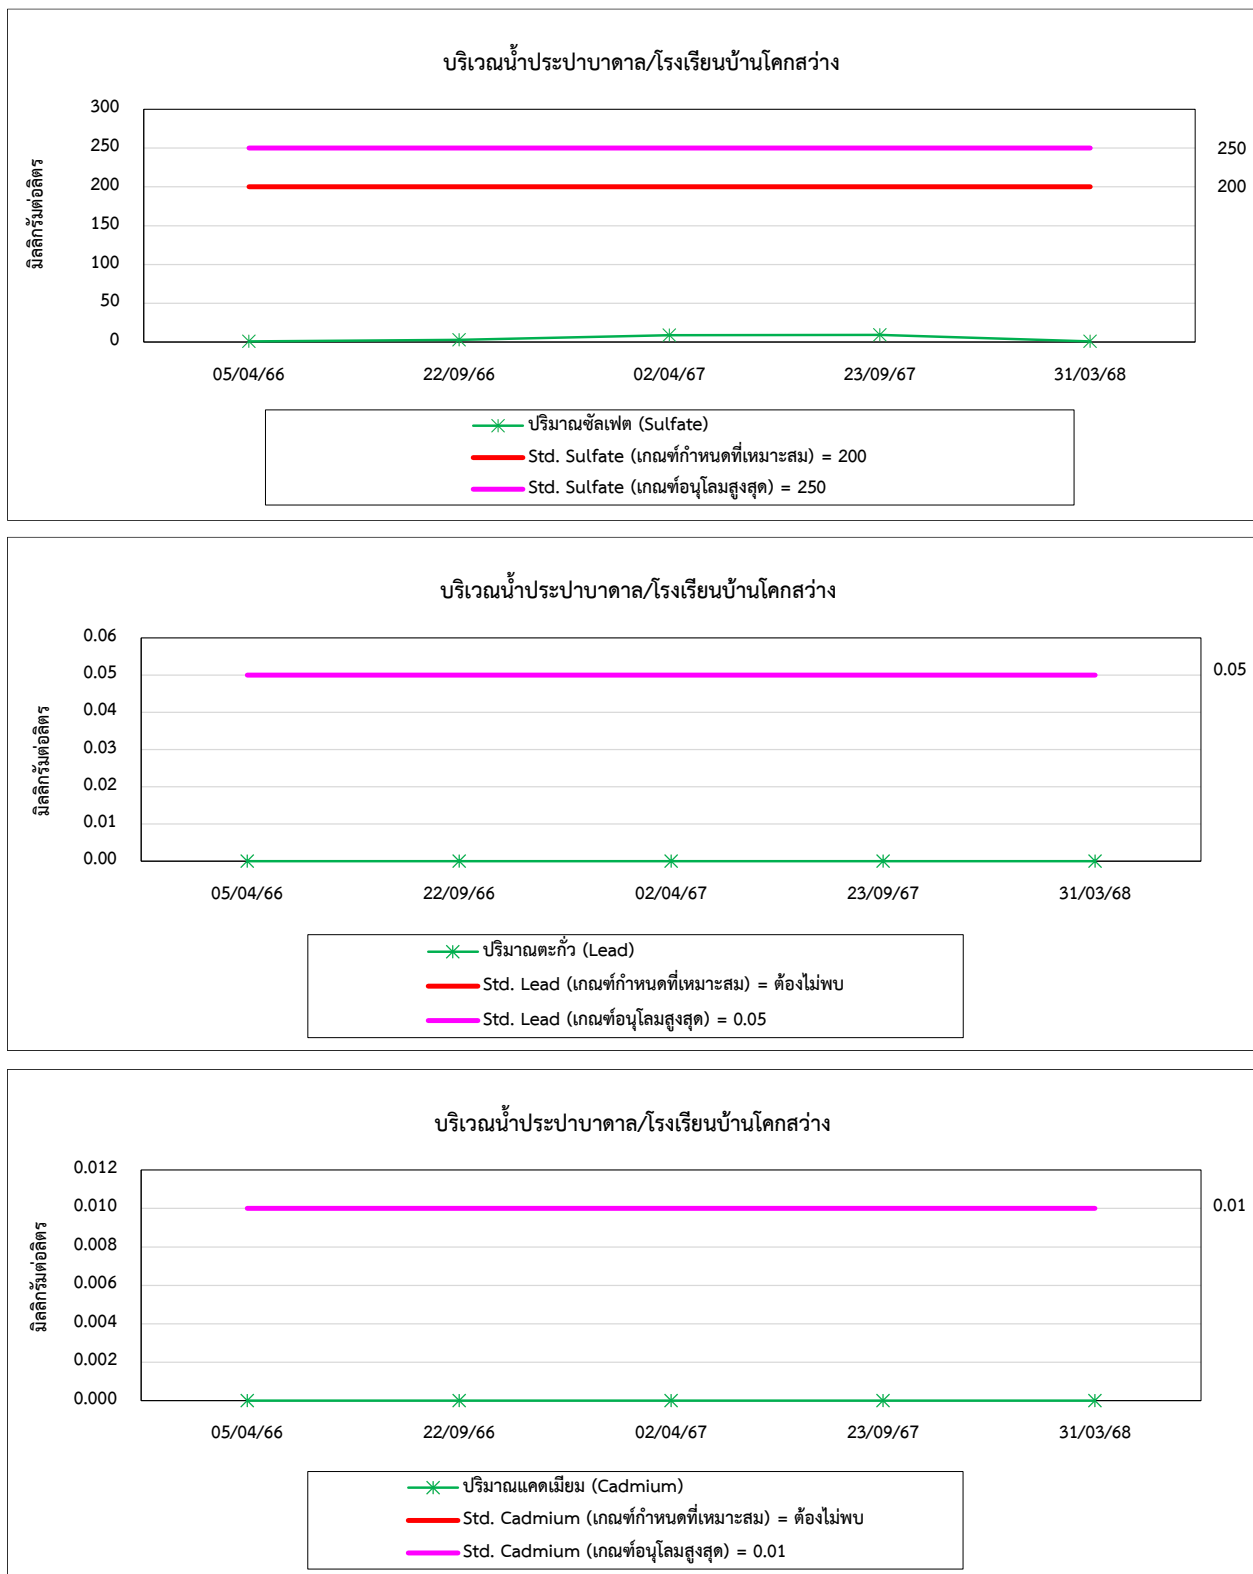 บริเวณน้ำประปาบาดาล/โรงเรียนบ้านโคกสว่าง
มิลลิกรัมต่อลิตร
300
250
200
150
100
50
0
250
200
05/04/66 22/09/66 02/04/67 23/09/67 31/03/68
ปริมาณซัลเฟต (Sulfate)
Std. Sulfate (เกณฑ์กำหนดที่เหมาะสม) = 200
Std. Sulfate (เกณฑ์อนุโลมสูงสุด) = 250
บริเวณน้ำประปาบาดาล/โรงเรียนบ้านโคกสว่าง
มิลลิกรัมต่อลิตร
0.06
0.05
0.04
0.03
0.02
0.01
0.00
0.05
05/04/66 22/09/66 02/04/67 23/09/67 31/03/68
ปริมาณตะกั่ว (Lead)
Std. Lead (เกณฑ์กำหนดที่เหมาะสม) = ต้องไม่พบ
Std. Lead (เกณฑ์อนุโลมสูงสุด) = 0.05
บริเวณน้ำประปาบาดาล/โรงเรียนบ้านโคกสว่าง
มิลลิกรัมต่อลิตร
0.012
0.010
0.008
0.006
0.004
0.002
0.000
0.01
05/04/66 22/09/66 02/04/67 23/09/67 31/03/68
ปริมาณแคดเมียม (Cadmium)
Std. Cadmium (เกณฑ์กำหนดที่เหมาะสม) = ต้องไม่พบ
Std. Cadmium (เกณฑ์อนุโลมสูงสุด) = 0.01